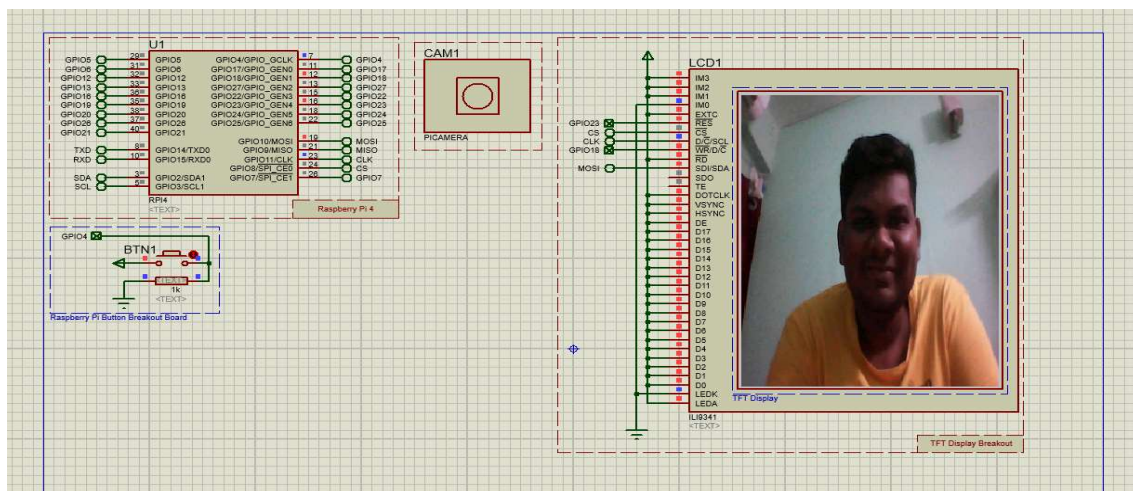 U1
GPIO5 29 GPIO5 GPIO4/GPIO_GCLK 7 GPIO4
GPIO6 31 GPIO6 GPIO17/GPIO_GEN0 11 GPIO17
GPIO12 32 GPIO12 GPIO18/GPIO_GEN1 12 GPIO18
GPIO13 33 GPIO13 GPIO27/GPIO_GEN2 13 GPIO27
GPIO16 36 GPIO16 GPIO22/GPIO_GEN3 15 GPIO22
GPIO19 35 GPIO19 GPIO23/GPIO_GEN4 16 GPIO23
GPIO20 38 GPIO20 GPIO24/GPIO_GEN5 18 GPIO24
GPIO26 37 GPIO26 GPIO25/GPIO_GEN6 22 GPIO25
GPIO21 40 GPIO21
GPIO10/MOSI 19 MOSI
TXD 8 GPIO14/TXD0 GPIO9/MISO 21 MISO
RXD 10 GPIO15/RXD0 GPIO11/CLK 23 CLK
GPIO8/SPI_CE0 24 CS
SDA 3 GPIO2/SDA1 GPIO7/SPI_CE1 26 GPIO7
SCL 5 GPIO3/SCL1
RPI4
<TEXT>
Raspberry Pi 4
GPIO4
BTN1
1k
<TEXT>
Raspberry Pi Button Breakout Board
CAM1
PICAMERA
LCD1
IM3
IM2
IM1
IM0
EXTC
GPIO23 RES
CS CS
CLK D/C/SCL
GPIO18 WR/D/C
RD
MOSI SDI/SDA
SDO
TE
DOTCLK
VSYNC
HSYNC
DE
D17
D16
D15
D14
D13
D12
D11
D10
D9
D8
D7
D6
D5
D4
D3
D2
D1
D0
LEDK
LEDA
TFT Display
ILI9341
<TEXT>
TFT Display Breakout